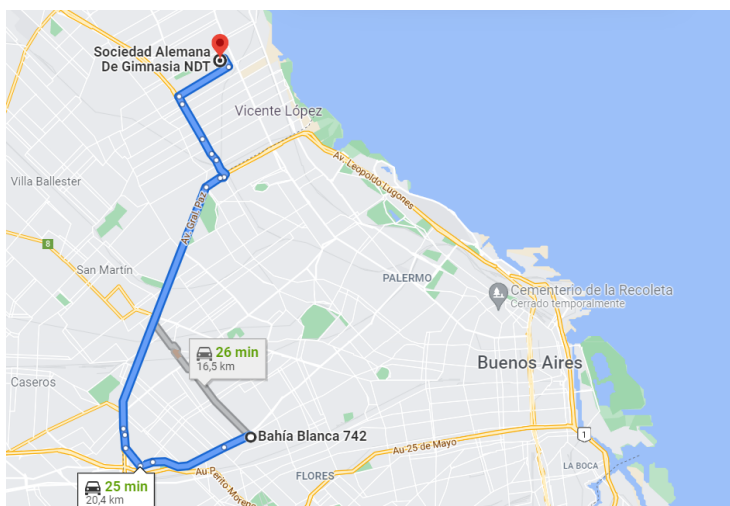 Sociedad Alemana
De Gimnasia NDT
Vicente López
Av. Leopoldo Lugones
Villa Ballester
Av. Gral. Paz
8
San Martín
PALERMO
Cementerio de la Recoleta
Cerrado temporalmente
26 min
16,5 km
Buenos Aires
Caseros
Bahía Blanca 742
1
Au 25 de Mayo
LA BOCA
Au Perito Moreno
FLORES
25 min
20,4 km